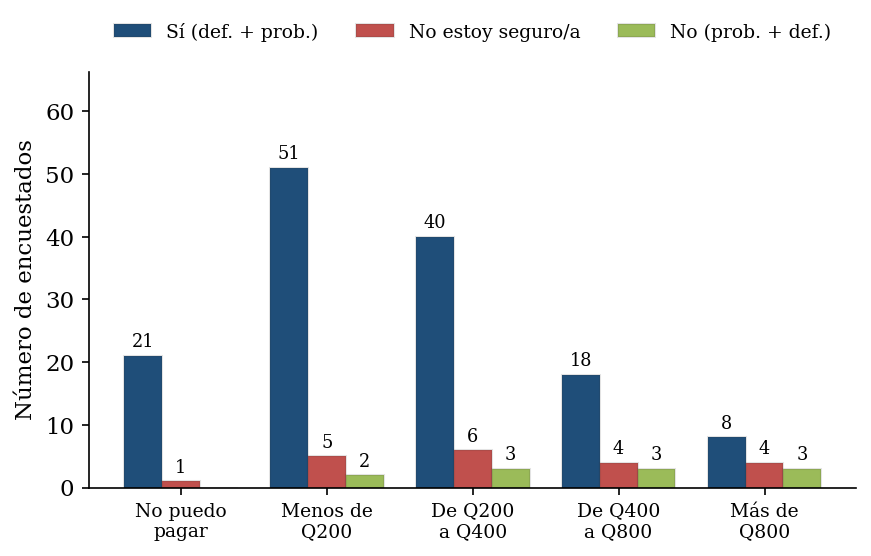 Sí (def. + prob.) No estoy seguro/a No (prob. + def.)
Número de encuestados
60
50
40
30
20
10
0
21
1
51
5
2
40
6
3
18
4
3
8
4
3
No puedo
pagar
Menos de
Q200
De Q200
a Q400
De Q400
a Q800
Más de
Q800